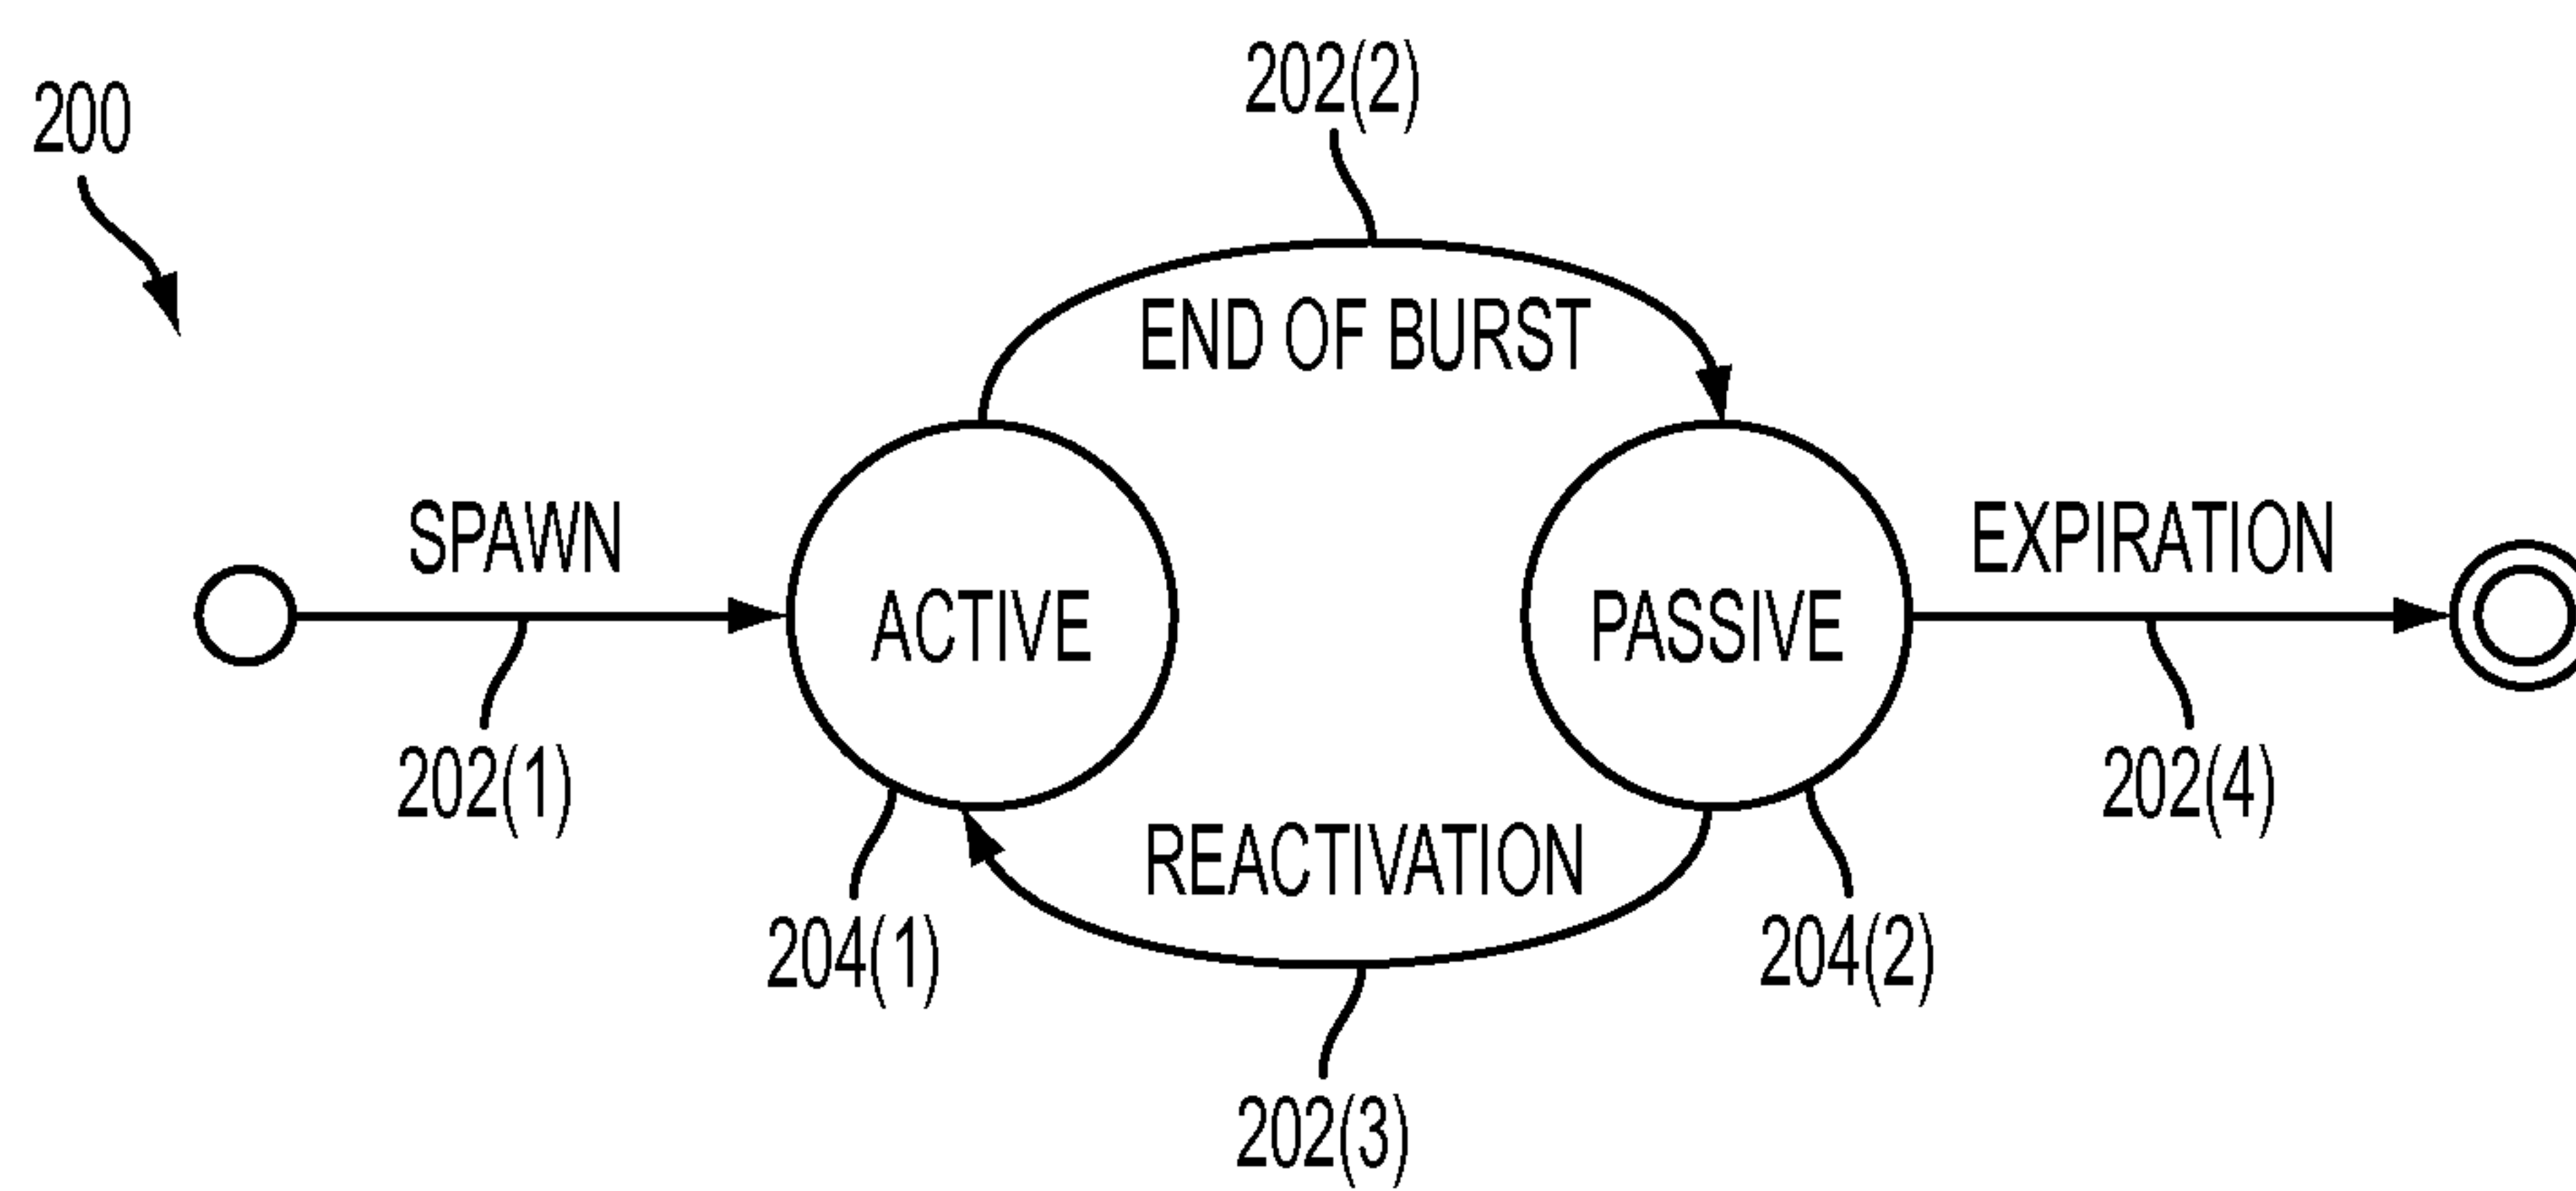 202(2)
200
END OF BURST
SPAWN
EXPIRATION
ACTIVE
PASSIVE
202(1)
202(4)
REACTIVATION
204(1)
204(2)
202(3)